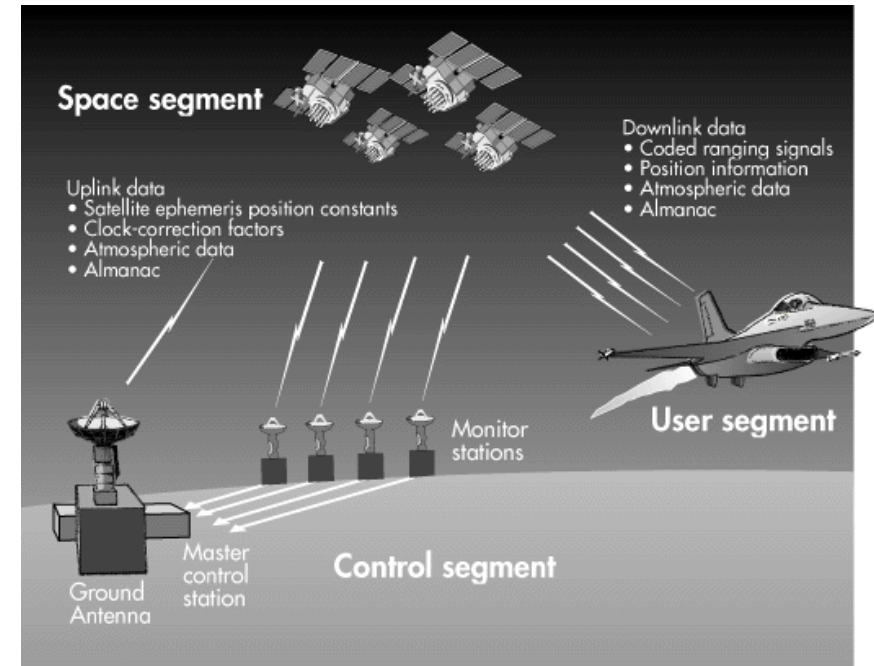 Space segment
Uplink data
• Satellite ephemeris position constants
• Clock-correction factors
• Atmospheric data
• Almanac
Downlink data
• Coded ranging signals
• Position information
• Atmospheric data
• Almanac
User segment
Monitor
stations
Master
control
station
Ground
Antenna
Control segment